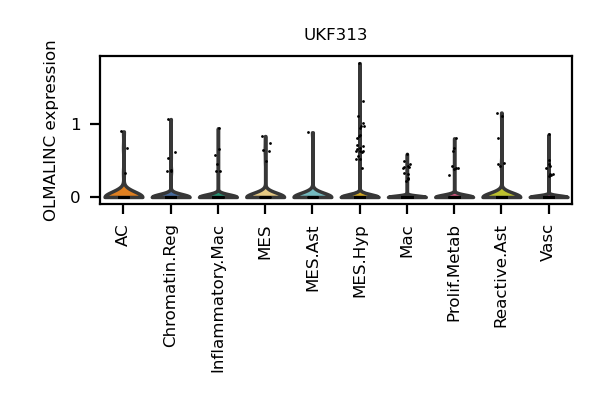 UKF313
OLMALINC expression
1
0
AC
Chromatin.Reg
Inflammatory.Mac
MES
MES.Ast
MES.Hyp
Mac
Prolif.Metab
Reactive.Ast
Vasc